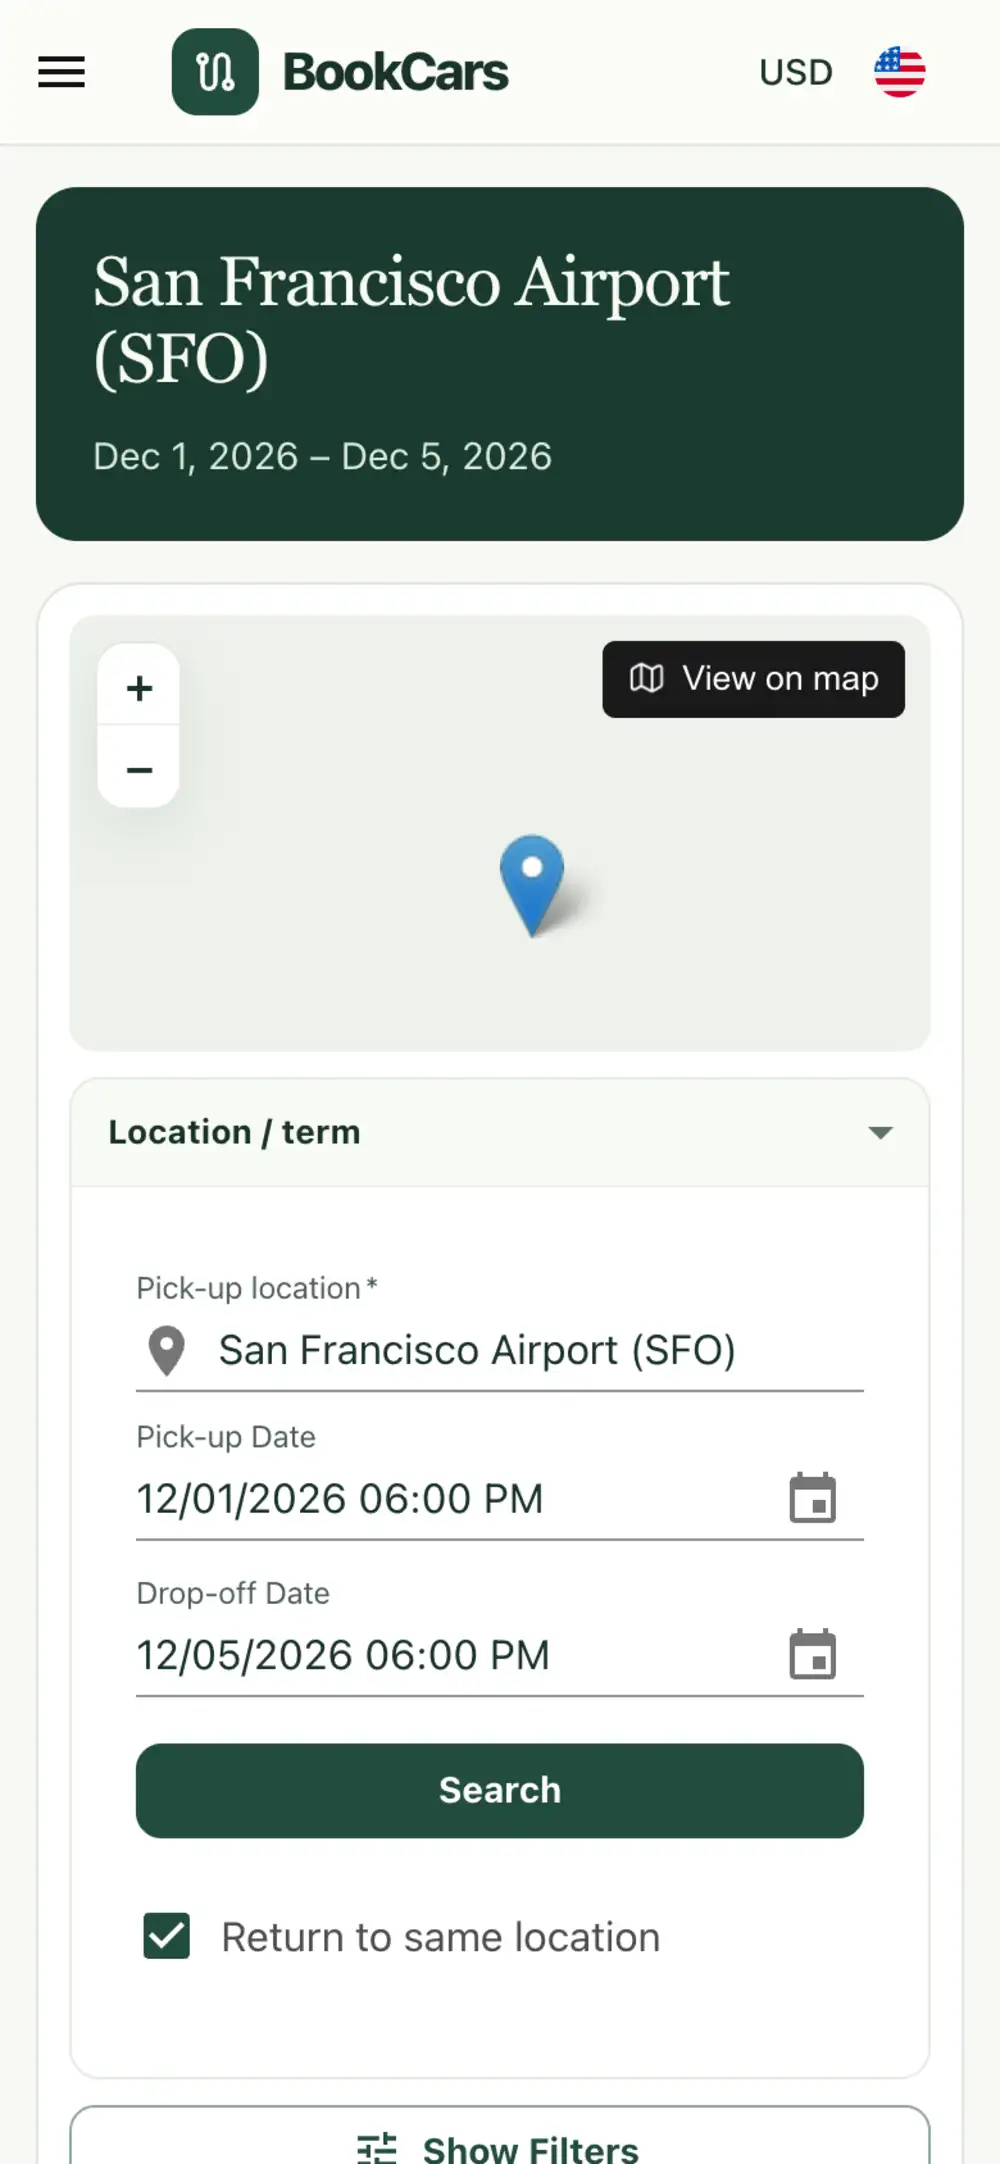 BookCars
USD
San Francisco Airport
(SFO)
Dec 1, 2026 – Dec 5, 2026
+
−
View on map
Location / term
Pick-up location *
San Francisco Airport (SFO)
Pick-up Date
12/01/2026 06:00 PM
Drop-off Date
12/05/2026 06:00 PM
Search
Return to same location
Show Filters